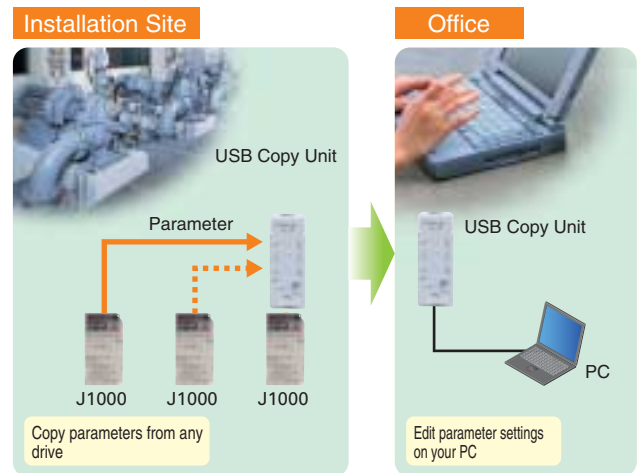 Installation Site
Office
USB Copy Unit
Parameter
J1000
J1000
J1000
Copy parameters from any
drive
USB Copy Unit
PC
Edit parameter settings
on your PC